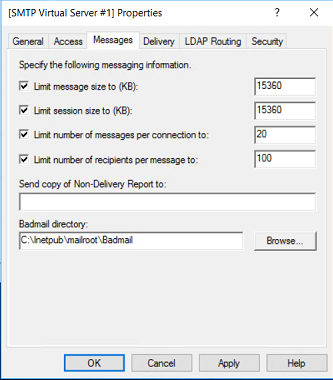 [SMTP Virtual Server #1] Properties
General Access Messages Delivery LDAP Routing Security
Specify the following messaging information.
Limit message size to (KB): 15360
Limit session size to (KB): 15360
Limit number of messages per connection to: 20
Limit number of recipients per message to: 100
Send copy of Non-Delivery Report to:
Badmail directory:
C:\Inetpub\mailroot\Badmail Browse...
OK Cancel Apply Help